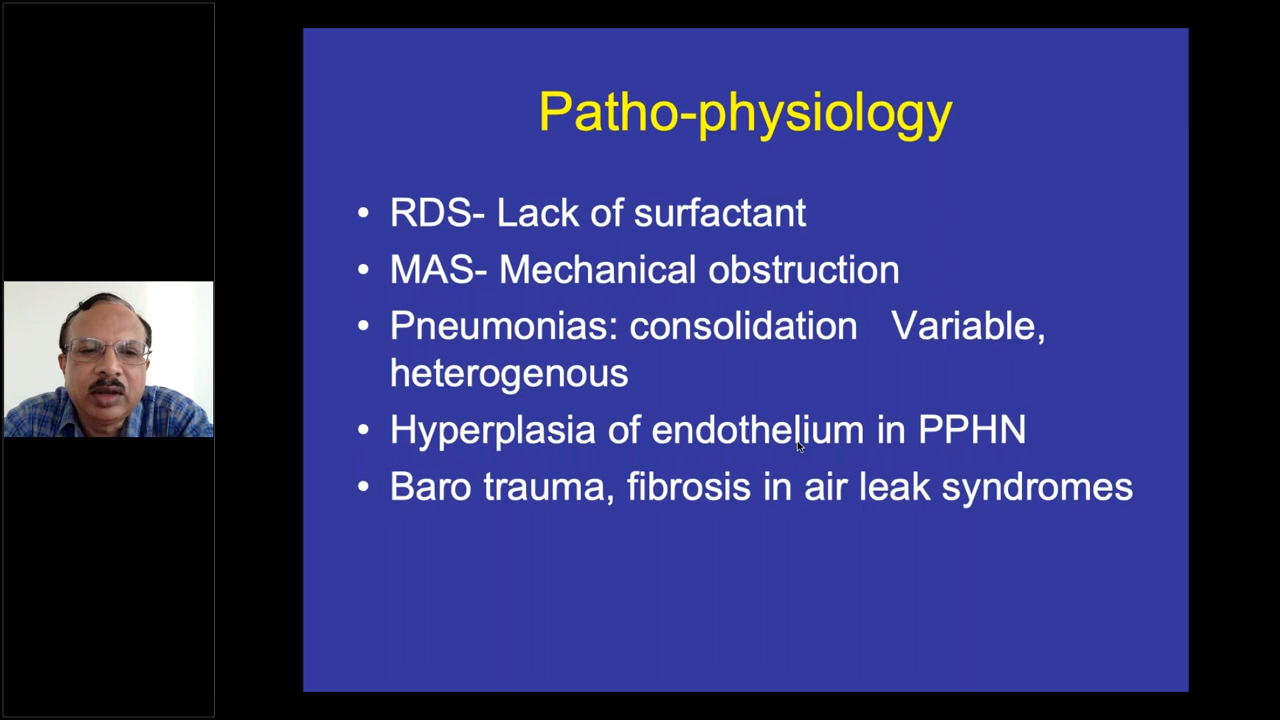 Patho-physiology
• RDS- Lack of surfactant
• MAS- Mechanical obstruction
• Pneumonias: consolidation Variable,
heterogenous
• Hyperplasia of endothelium in PPHN
• Baro trauma, fibrosis in air leak syndromes